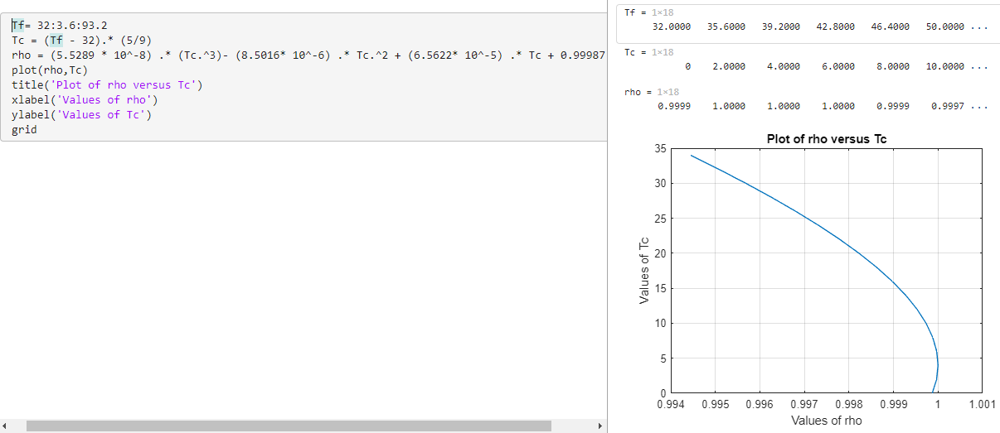 Tf= 32:3.6:93.2
Tc = (Tf - 32).* (5/9)
rho = (5.5289 * 10^-8) .* (Tc.^3)- (8.5016* 10^-6) .* Tc.^2 + (6.5622* 10^-5) .* Tc + 0.99987
plot(rho,Tc)
title('Plot of rho versus Tc')
xlabel('Values of rho')
ylabel('Values of Tc')
grid
Tf = 1×18
32.0000 35.6000 39.2000 42.8000 46.4000 50.0000 ...
Tc = 1×18
0 2.0000 4.0000 6.0000 8.0000 10.0000 ...
rho = 1×18
0.9999 1.0000 1.0000 1.0000 0.9999 0.9997 ...
Plot of rho versus Tc
35
30
25
20
15
10
5
0
Values of Tc
0.994 0.995 0.996 0.997 0.998 0.999 1 1.001
Values of rho